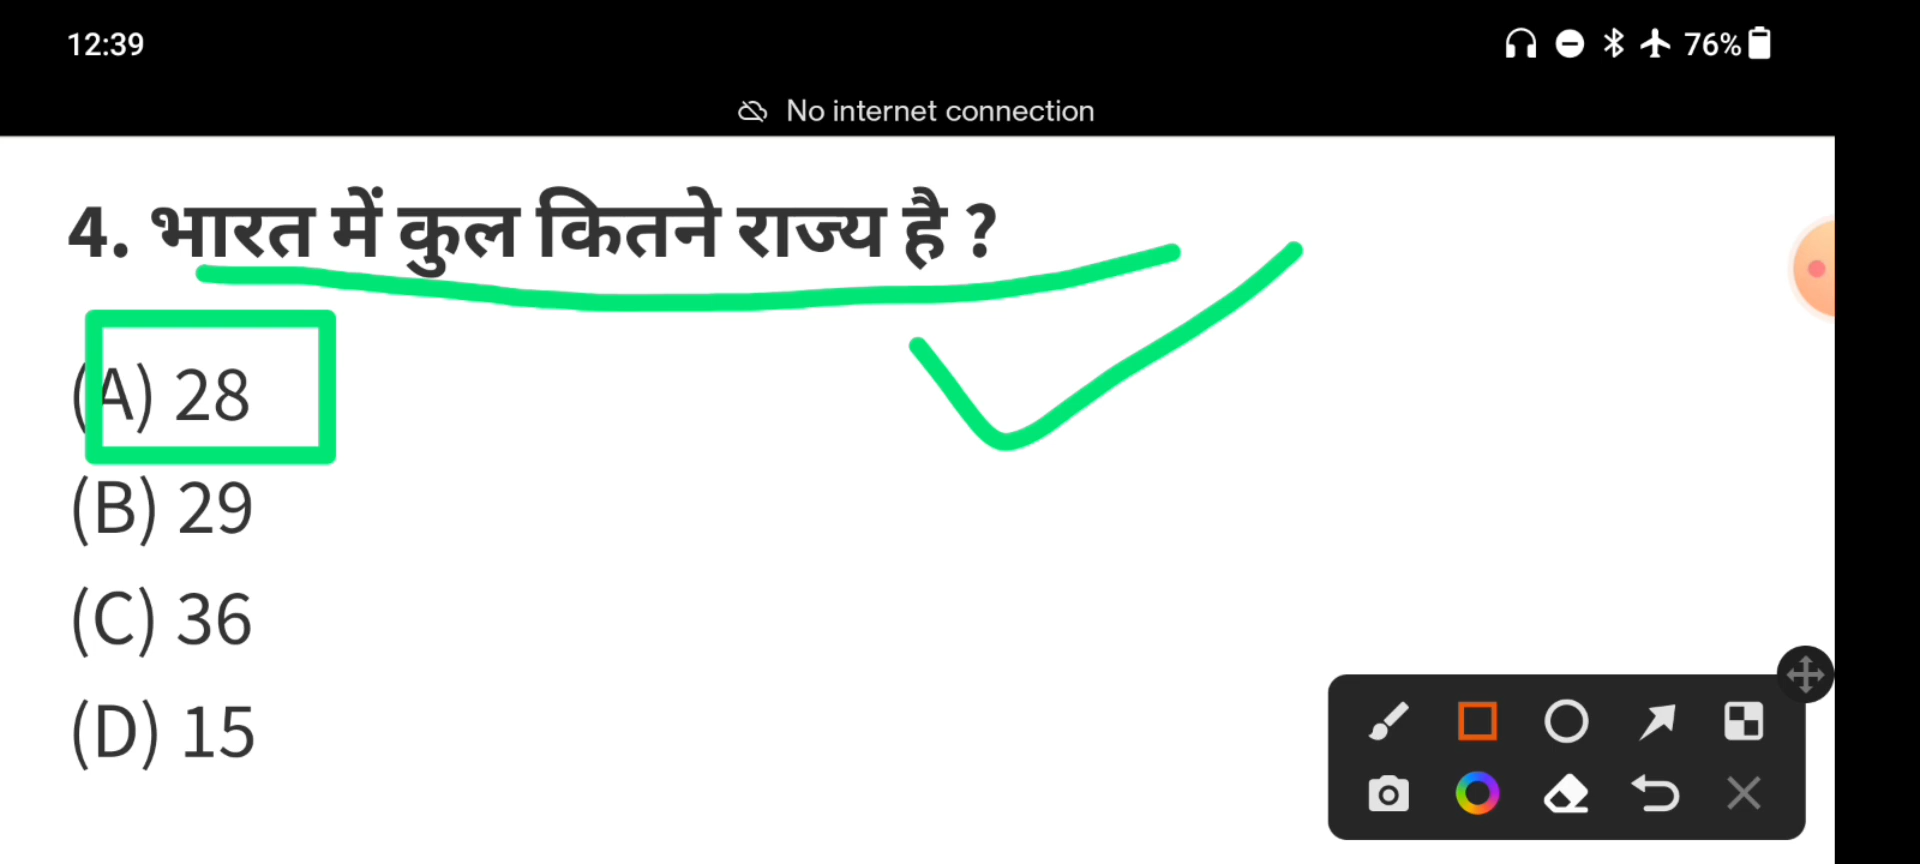 12:39
76%
No internet connection
4. भारत में कुल कितने राज्य है ?
(A) 28
(B) 29
(C) 36
(D) 15